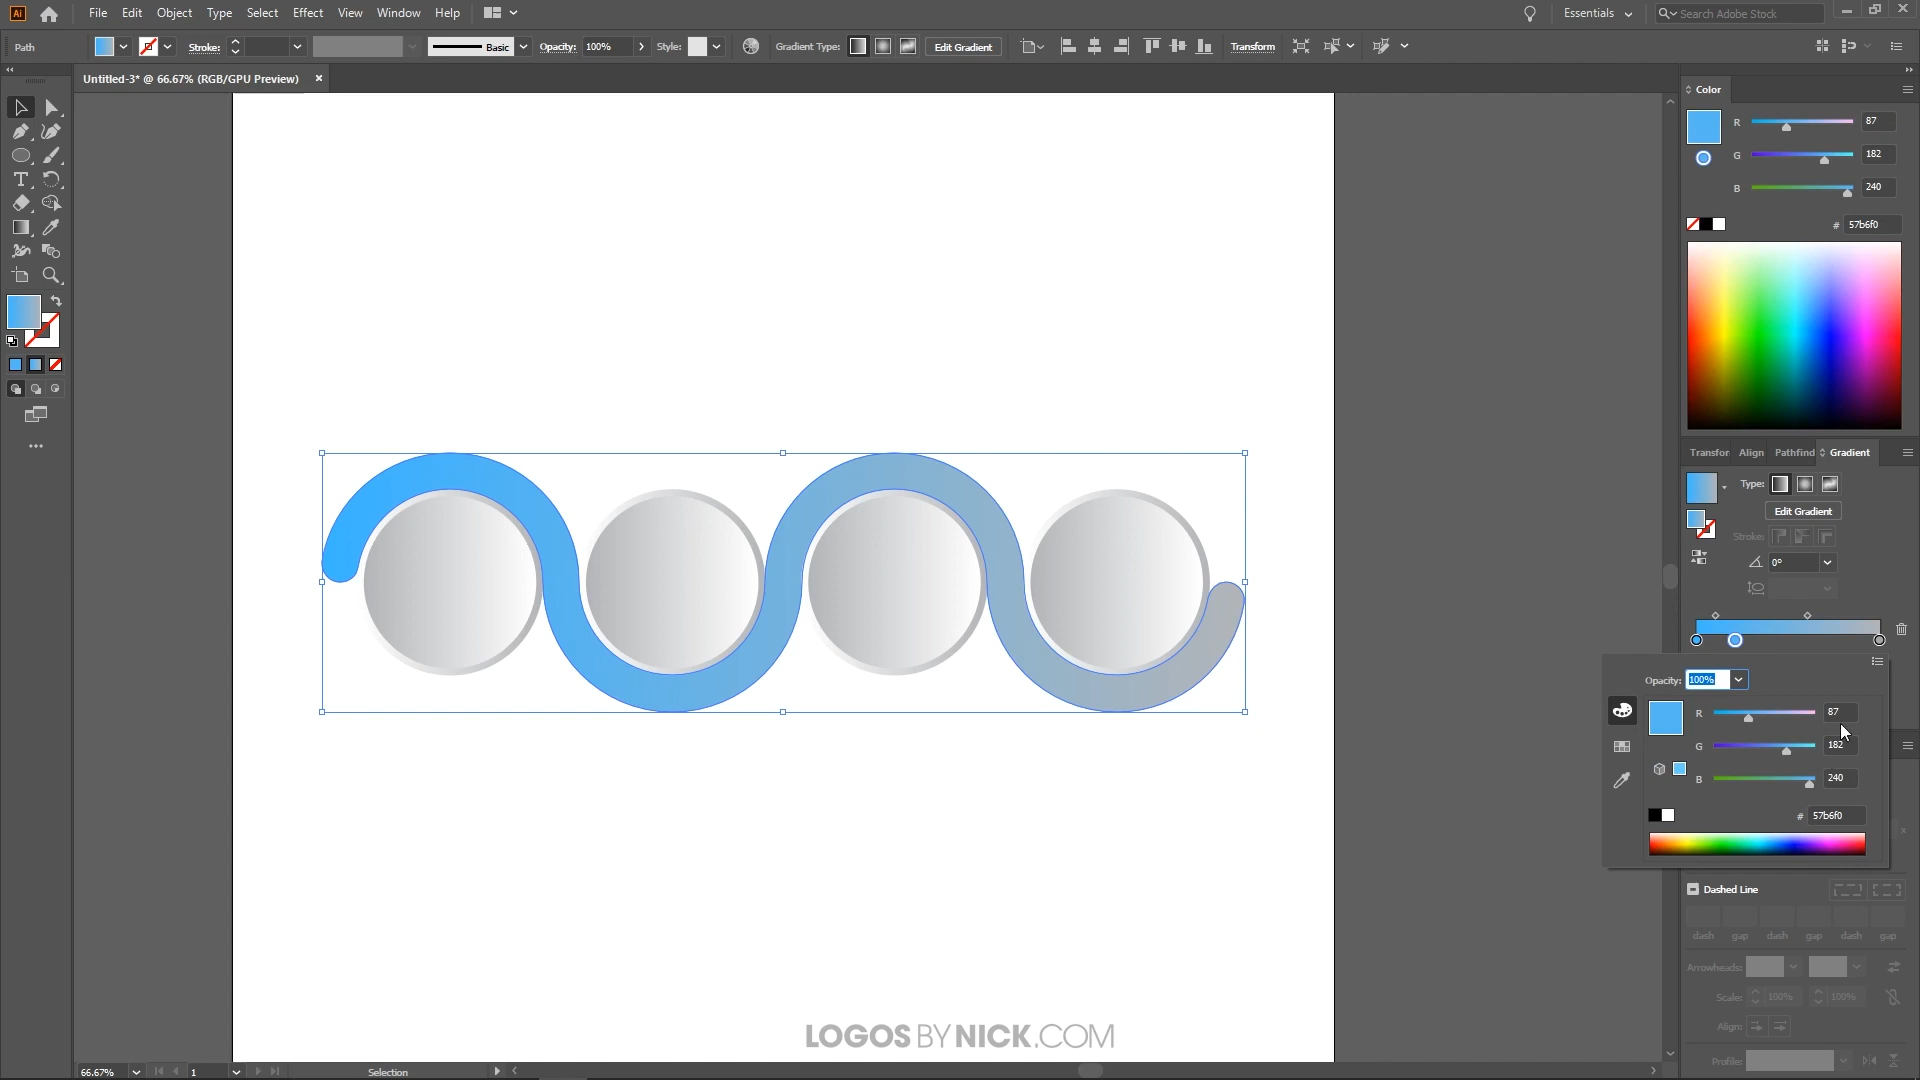 Ai File Edit Object Type Select Effect View Window Help Essentials Search Adobe Stock
Path Stroke: Basic Opacity: 100% Style: Gradient Type: Edit Gradient Transform
Untitled-3* @ 66.67% (RGB/GPU Preview)
Color
R 87
G 182
B 240
# 57b6f0
Transfor Align Pathfind Gradient
Type:
Edit Gradient
Stroke:
0°
Opacity: 100%
R 87
G 182
B 240
# 57b6f0
Dashed Line
dash gap dash gap dash gap
Arrowheads:
Scale: 100% 100%
Align:
Profile:
LOGOS BY NICK.COM
66.67% 1 Selection